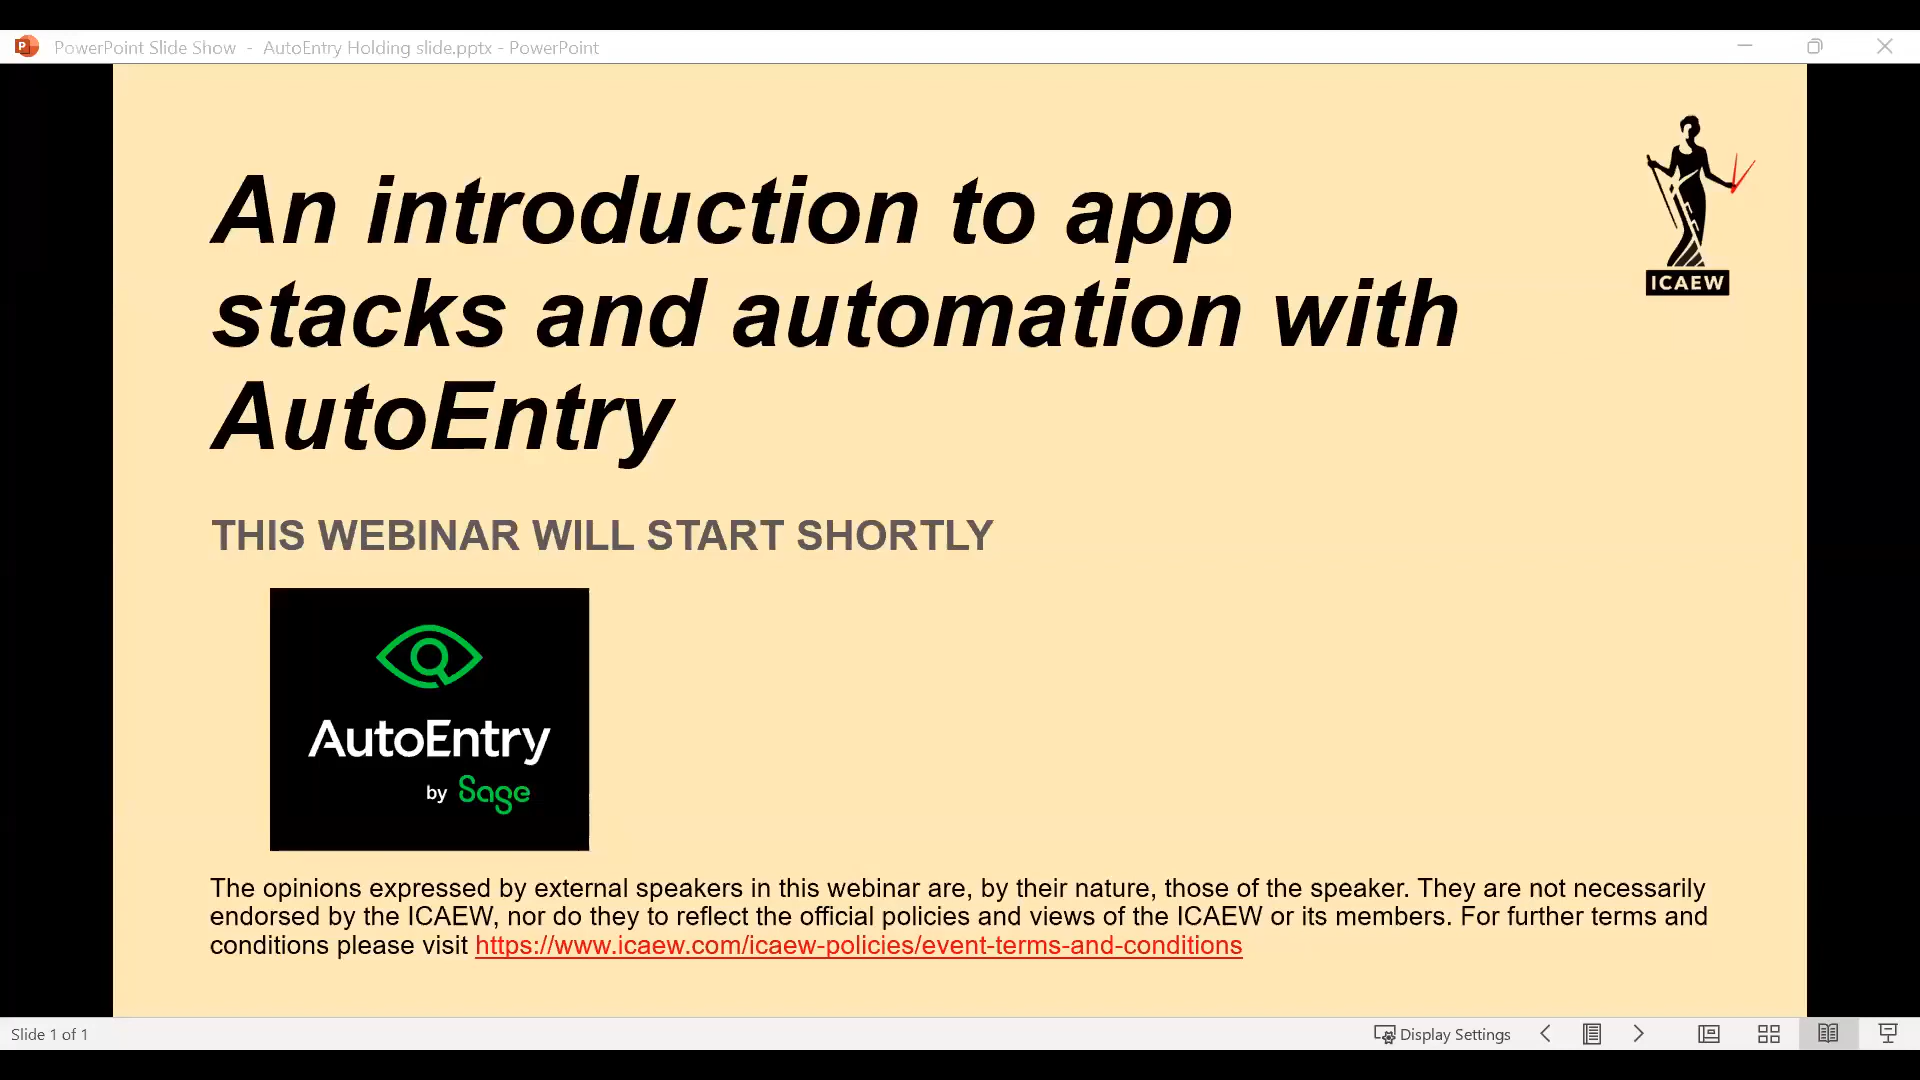 PowerPoint Slide Show - AutoEntry Holding slide.pptx - PowerPoint
An introduction to app
stacks and automation with
AutoEntry
ICAEW
THIS WEBINAR WILL START SHORTLY
AutoEntry
by Sage
The opinions expressed by external speakers in this webinar are, by their nature, those of the speaker. They are not necessarily
endorsed by the ICAEW, nor do they to reflect the official policies and views of the ICAEW or its members. For further terms and
conditions please visit https://www.icaew.com/icaew-policies/event-terms-and-conditions
Slide 1 of 1
Display Settings